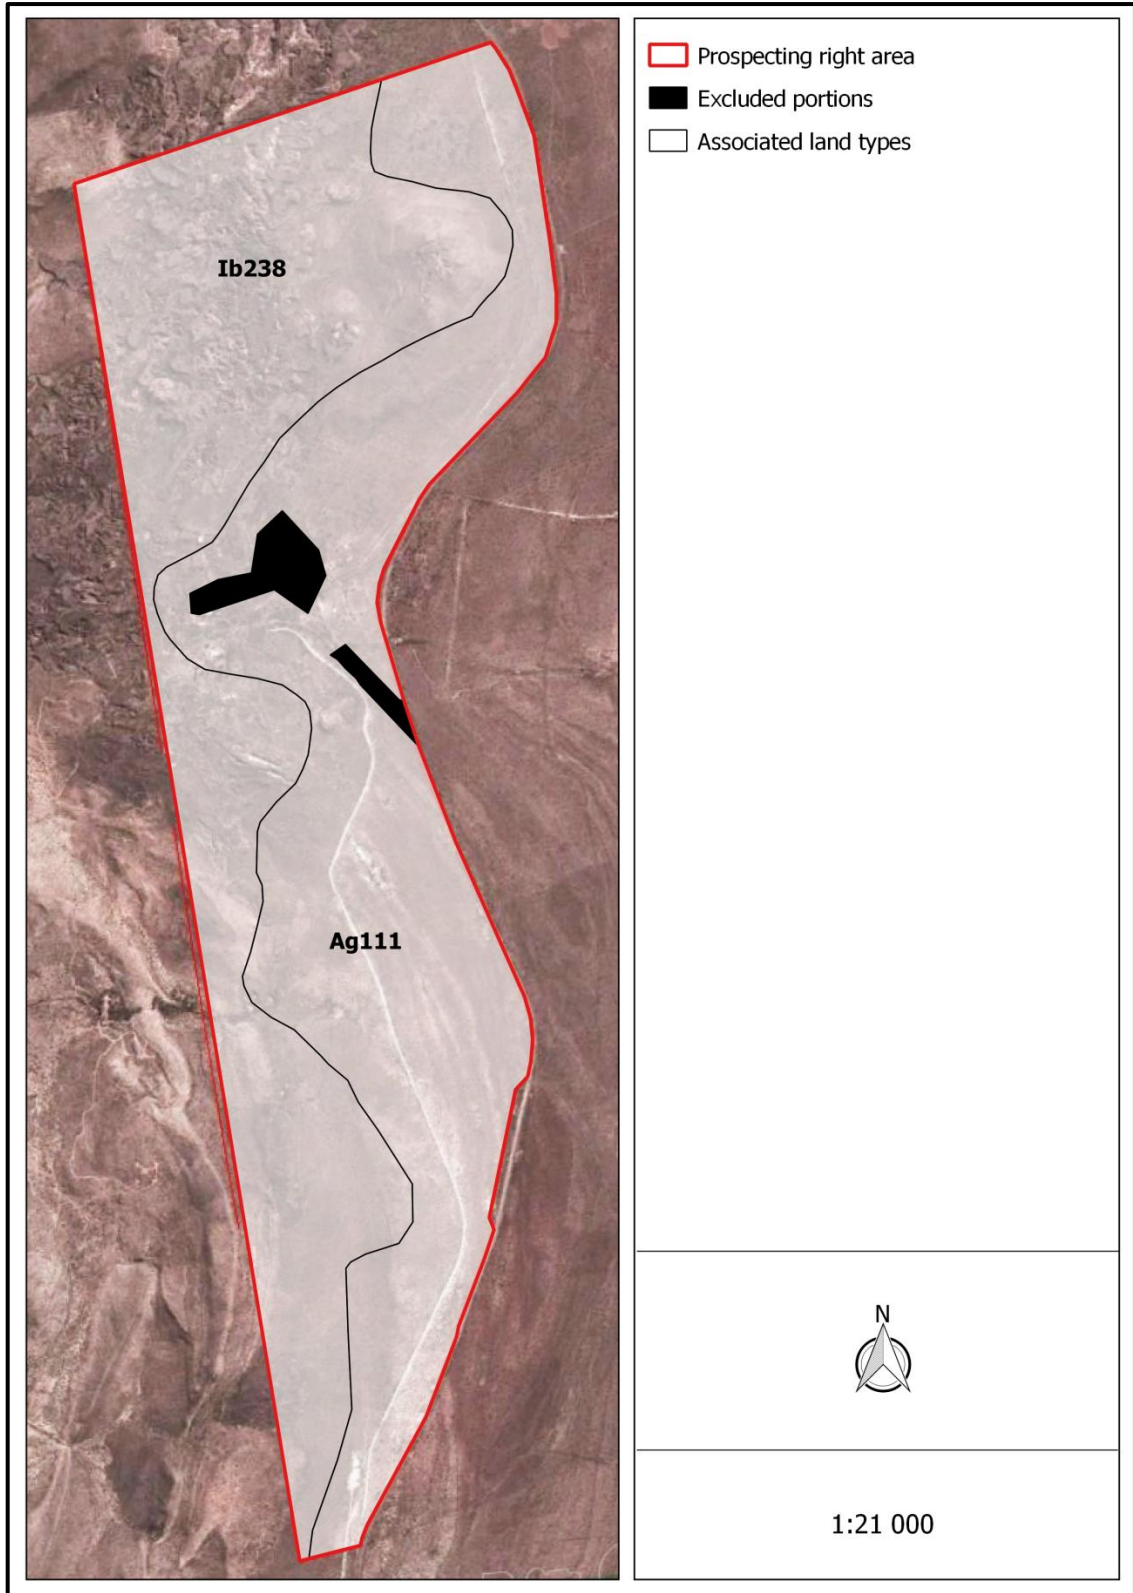 Prospecting right area
Excluded portions
Associated land types
Ib238
Ag111
N
1:21 000